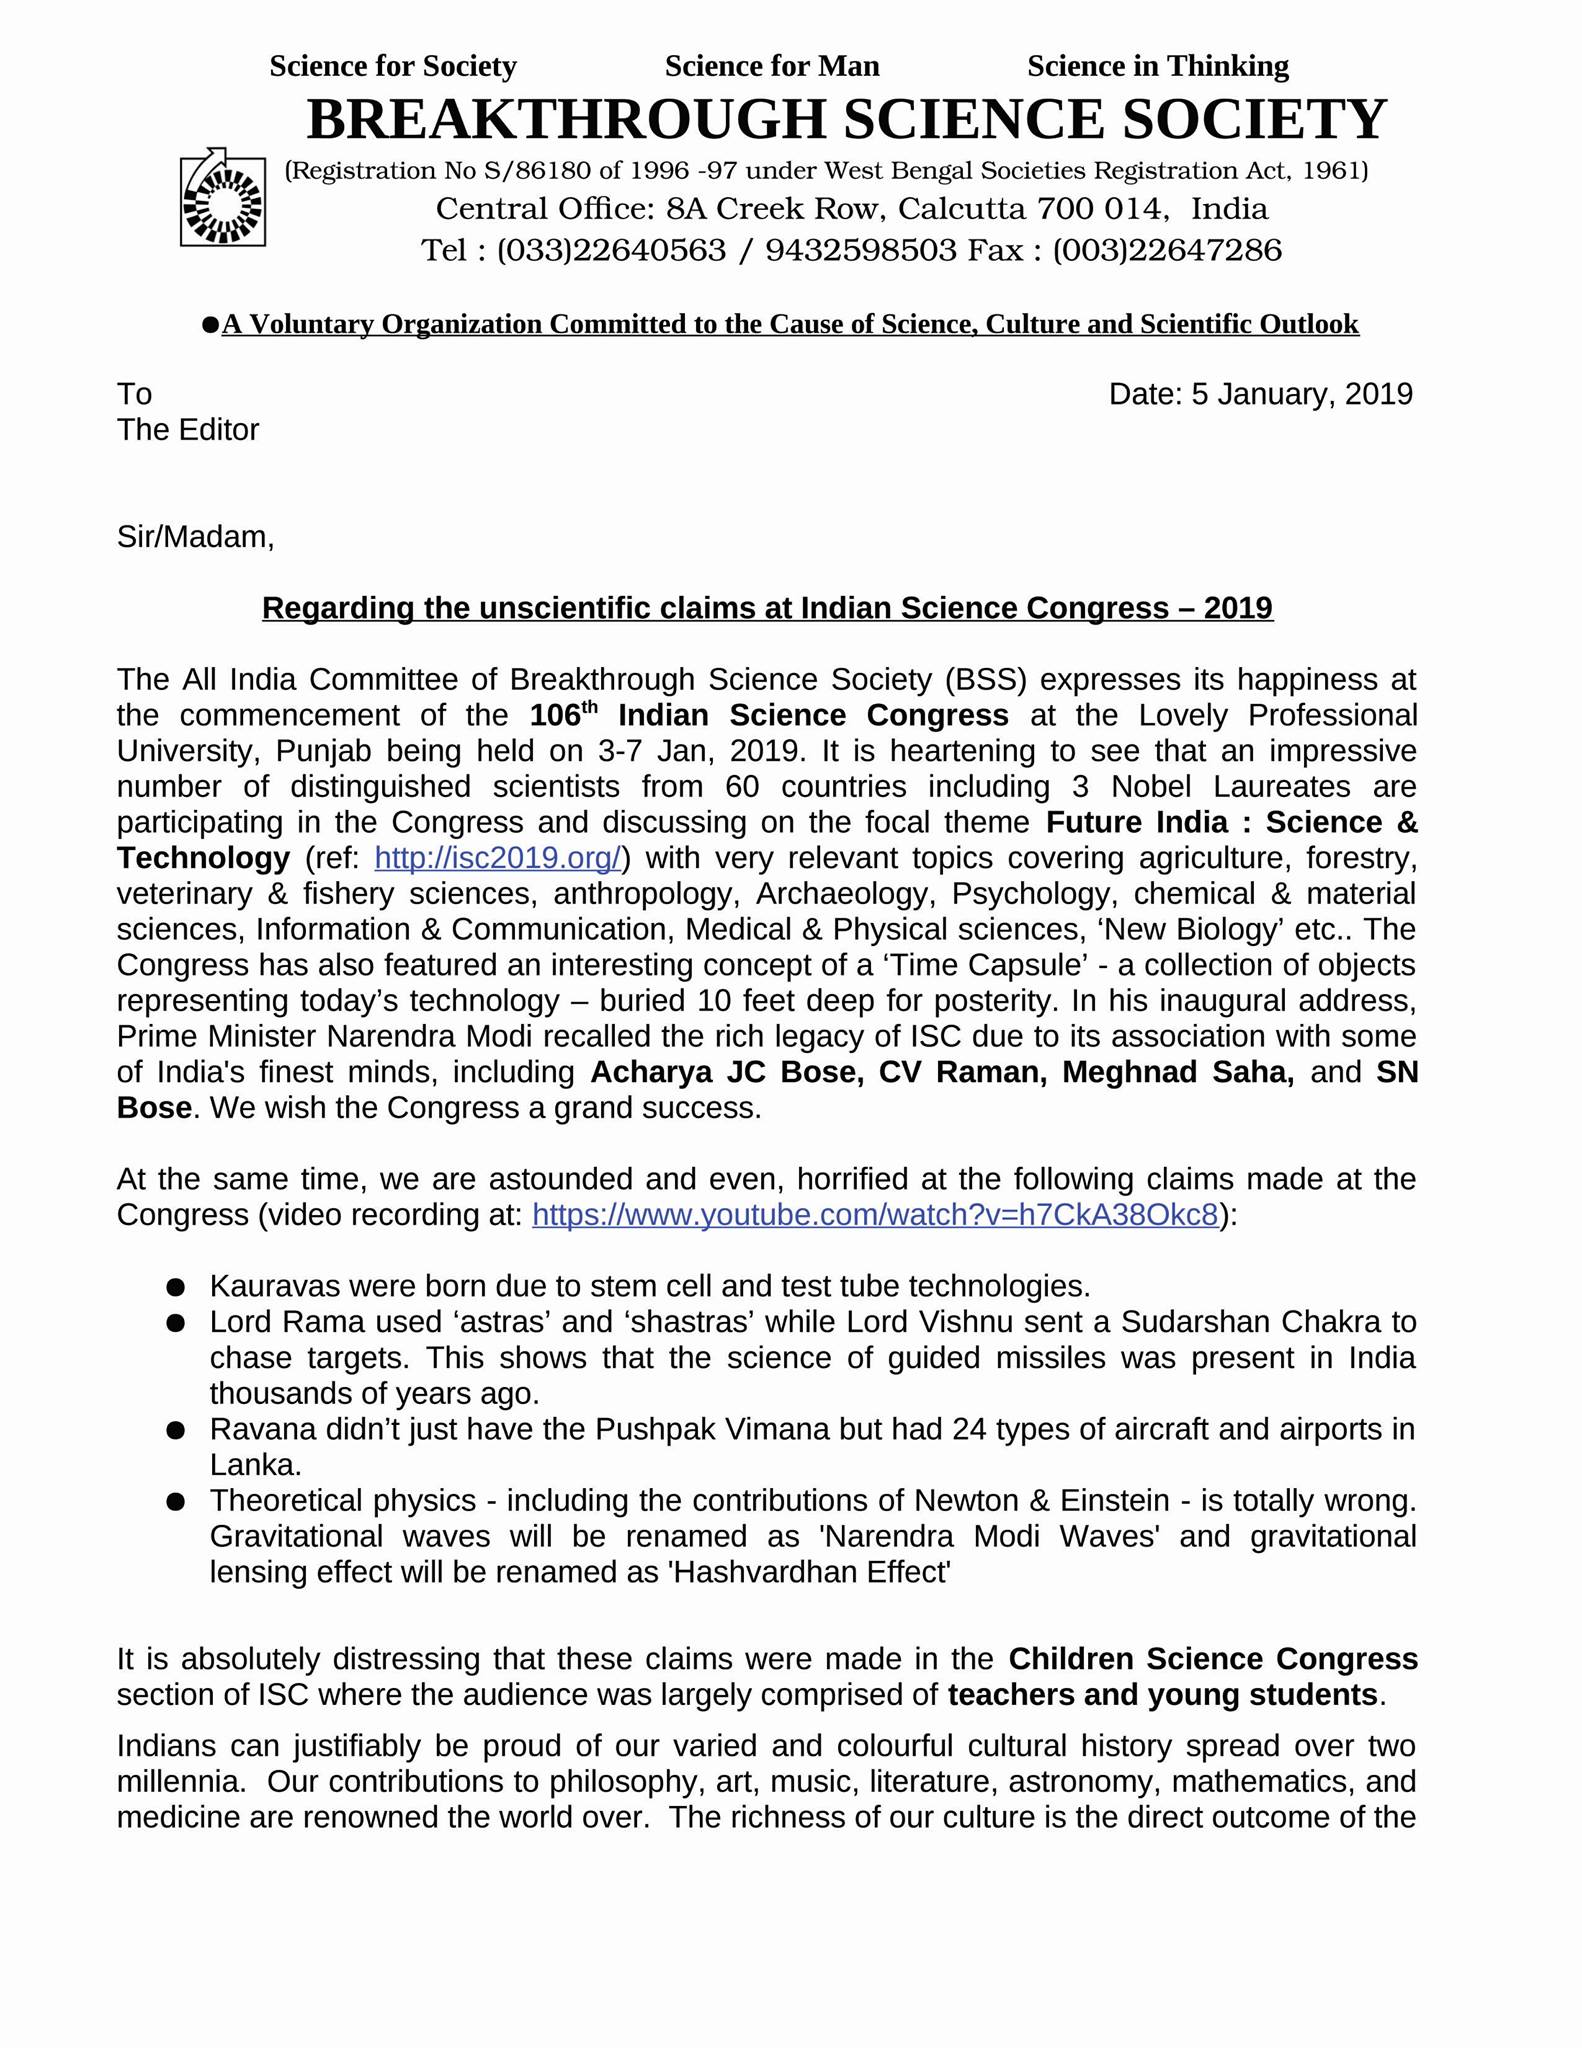 Science for Society Science for Man Science in Thinking
BREAKTHROUGH SCIENCE SOCIETY
(Registration No S/86180 of 1996 -97 under West Bengal Societies Registration Act, 1961)
Central Office: 8A Creek Row, Calcutta 700 014, India
Tel : (033)22640563 / 9432598503 Fax : (003)22647286
●A Voluntary Organization Committed to the Cause of Science, Culture and Scientific Outlook
To Date: 5 January, 2019
The Editor
Sir/Madam,
Regarding the unscientific claims at Indian Science Congress – 2019
The All India Committee of Breakthrough Science Society (BSS) expresses its happiness at
the commencement of the 106th Indian Science Congress at the Lovely Professional
University, Punjab being held on 3-7 Jan, 2019. It is heartening to see that an impressive
number of distinguished scientists from 60 countries including 3 Nobel Laureates are
participating in the Congress and discussing on the focal theme Future India : Science &
Technology (ref: http://isc2019.org/) with very relevant topics covering agriculture, forestry,
veterinary & fishery sciences, anthropology, Archaeology, Psychology, chemical & material
sciences, Information & Communication, Medical & Physical sciences, ‘New Biology’ etc.. The
Congress has also featured an interesting concept of a ‘Time Capsule’ - a collection of objects
representing today’s technology – buried 10 feet deep for posterity. In his inaugural address,
Prime Minister Narendra Modi recalled the rich legacy of ISC due to its association with some
of India's finest minds, including Acharya JC Bose, CV Raman, Meghnad Saha, and SN
Bose. We wish the Congress a grand success.
At the same time, we are astounded and even, horrified at the following claims made at the
Congress (video recording at: https://www.youtube.com/watch?v=h7CkA38Okc8):
● Kauravas were born due to stem cell and test tube technologies.
● Lord Rama used ‘astras’ and ‘shastras’ while Lord Vishnu sent a Sudarshan Chakra to
chase targets. This shows that the science of guided missiles was present in India
thousands of years ago.
● Ravana didn’t just have the Pushpak Vimana but had 24 types of aircraft and airports in
Lanka.
● Theoretical physics - including the contributions of Newton & Einstein - is totally wrong.
Gravitational waves will be renamed as 'Narendra Modi Waves' and gravitational
lensing effect will be renamed as 'Hashvardhan Effect'
It is absolutely distressing that these claims were made in the Children Science Congress
section of ISC where the audience was largely comprised of teachers and young students.
Indians can justifiably be proud of our varied and colourful cultural history spread over two
millennia. Our contributions to philosophy, art, music, literature, astronomy, mathematics, and
medicine are renowned the world over. The richness of our culture is the direct outcome of the